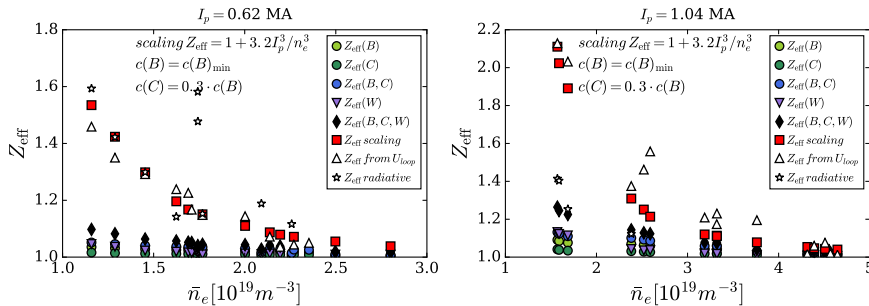 I_p = 0.62 MA
Z_eff
1.8
1.6
1.4
1.2
1.0
scaling Z_eff = 1 + 3.2I_p^3/n_e^3
c(B) = c(B)_min
c(C) = 0.3 · c(B)
Z_eff(B)
Z_eff(C)
Z_eff(B, C)
Z_eff(W)
Z_eff(B, C, W)
Z_eff scaling
Z_eff from U_loop
Z_eff radiative
1.0 1.5 2.0 2.5 3.0
n̄_e[10^19 m^-3]
I_p = 1.04 MA
Z_eff
2.2
2.0
1.8
1.6
1.4
1.2
1.0
scaling Z_eff = 1 + 3.2I_p^3/n_e^3
c(B) = c(B)_min
c(C) = 0.3 · c(B)
Z_eff(B)
Z_eff(C)
Z_eff(B, C)
Z_eff(W)
Z_eff(B, C, W)
Z_eff scaling
Z_eff from U_loop
Z_eff radiative
1 2 3 4 5
n̄_e[10^19 m^-3]